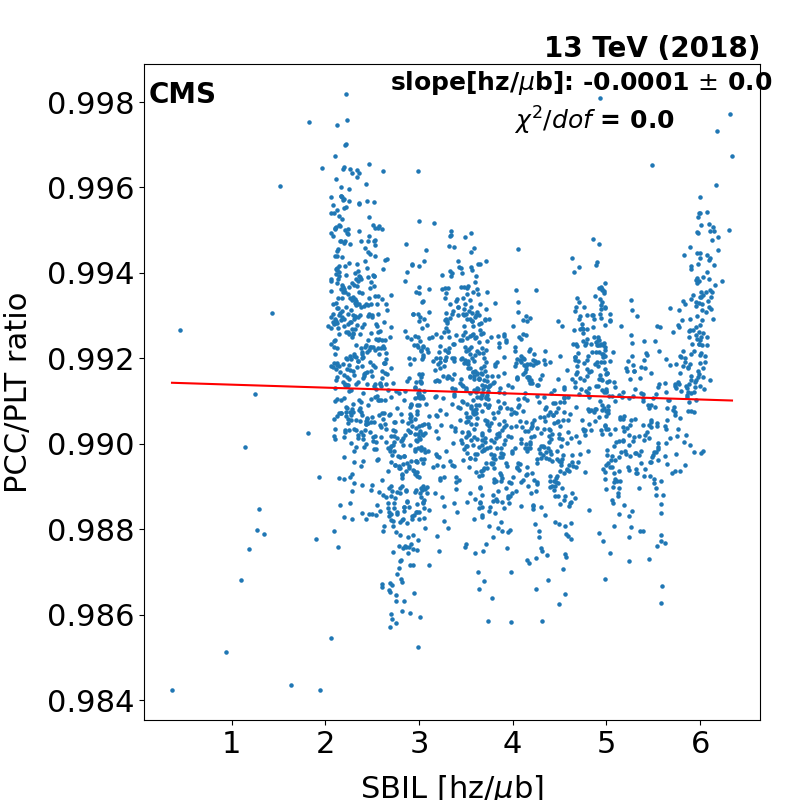 13 TeV (2018)
CMS
slope[hz/μb]: -0.0001 ± 0.0
χ²/dof = 0.0
PCC/PLT ratio
0.998
0.996
0.994
0.992
0.990
0.988
0.986
0.984
1 2 3 4 5 6
SBIL [hz/μb]